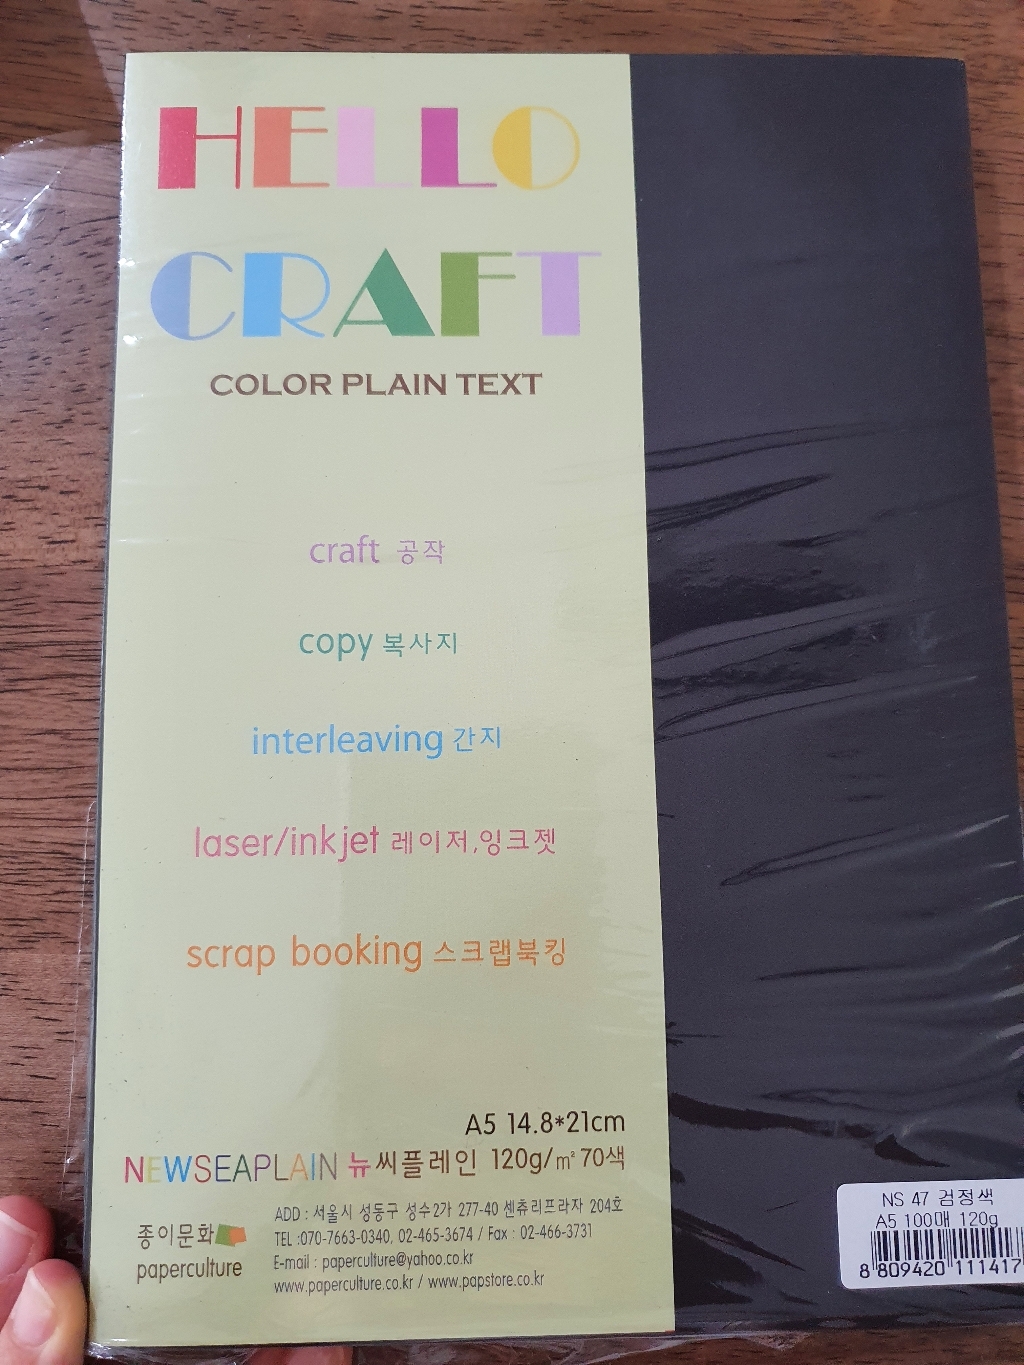 HELLO
CRAFT
COLOR PLAIN TEXT
craft 공작
copy 복사지
interleaving 간지
laser/inkjet 레이저,잉크젯
scrap booking 스크랩북킹
A5 14.8*21cm
NEWSEAPLAIN 뉴씨플레인 120g/㎡ 70색
종이문화
paperculture
ADD : 서울시 성동구 성수2가 277-40 센츄리프라자 204호
TEL :070-7663-0340, 02-465-3674 / Fax : 02-466-3731
E-mail : paperculture@yahoo.co.kr
www.paperculture.co.kr / www.papstore.co.kr
NS 47 검정색
A5 100매 120g
8 809420 111417